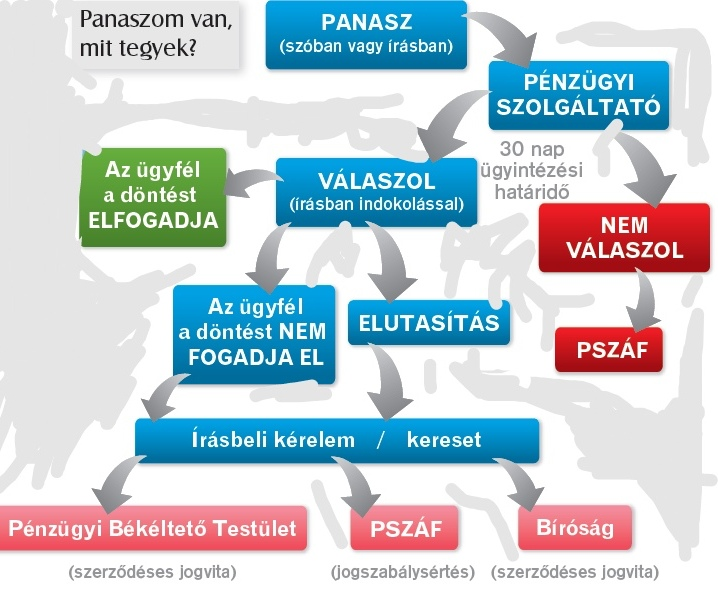 Panaszom van,
mit tegyek?
PANASZ
(szóban vagy írásban)
PÉNZÜGYI
SZOLGÁLTATÓ
30 nap
ügyintézési
határidő
Az ügyfél
a döntést
ELFOGADJA
VÁLASZOL
(írásban indokolással)
NEM
VÁLASZOL
Az ügyfél
a döntést NEM
FOGADJA EL
ELUTASÍTÁS
PSZÁF
Írásbeli kérelem / kereset
Pénzügyi Békéltető Testület
(szerződéses jogvita)
PSZÁF
(jogszabálysértés)
Bíróság
(szerződéses jogvita)